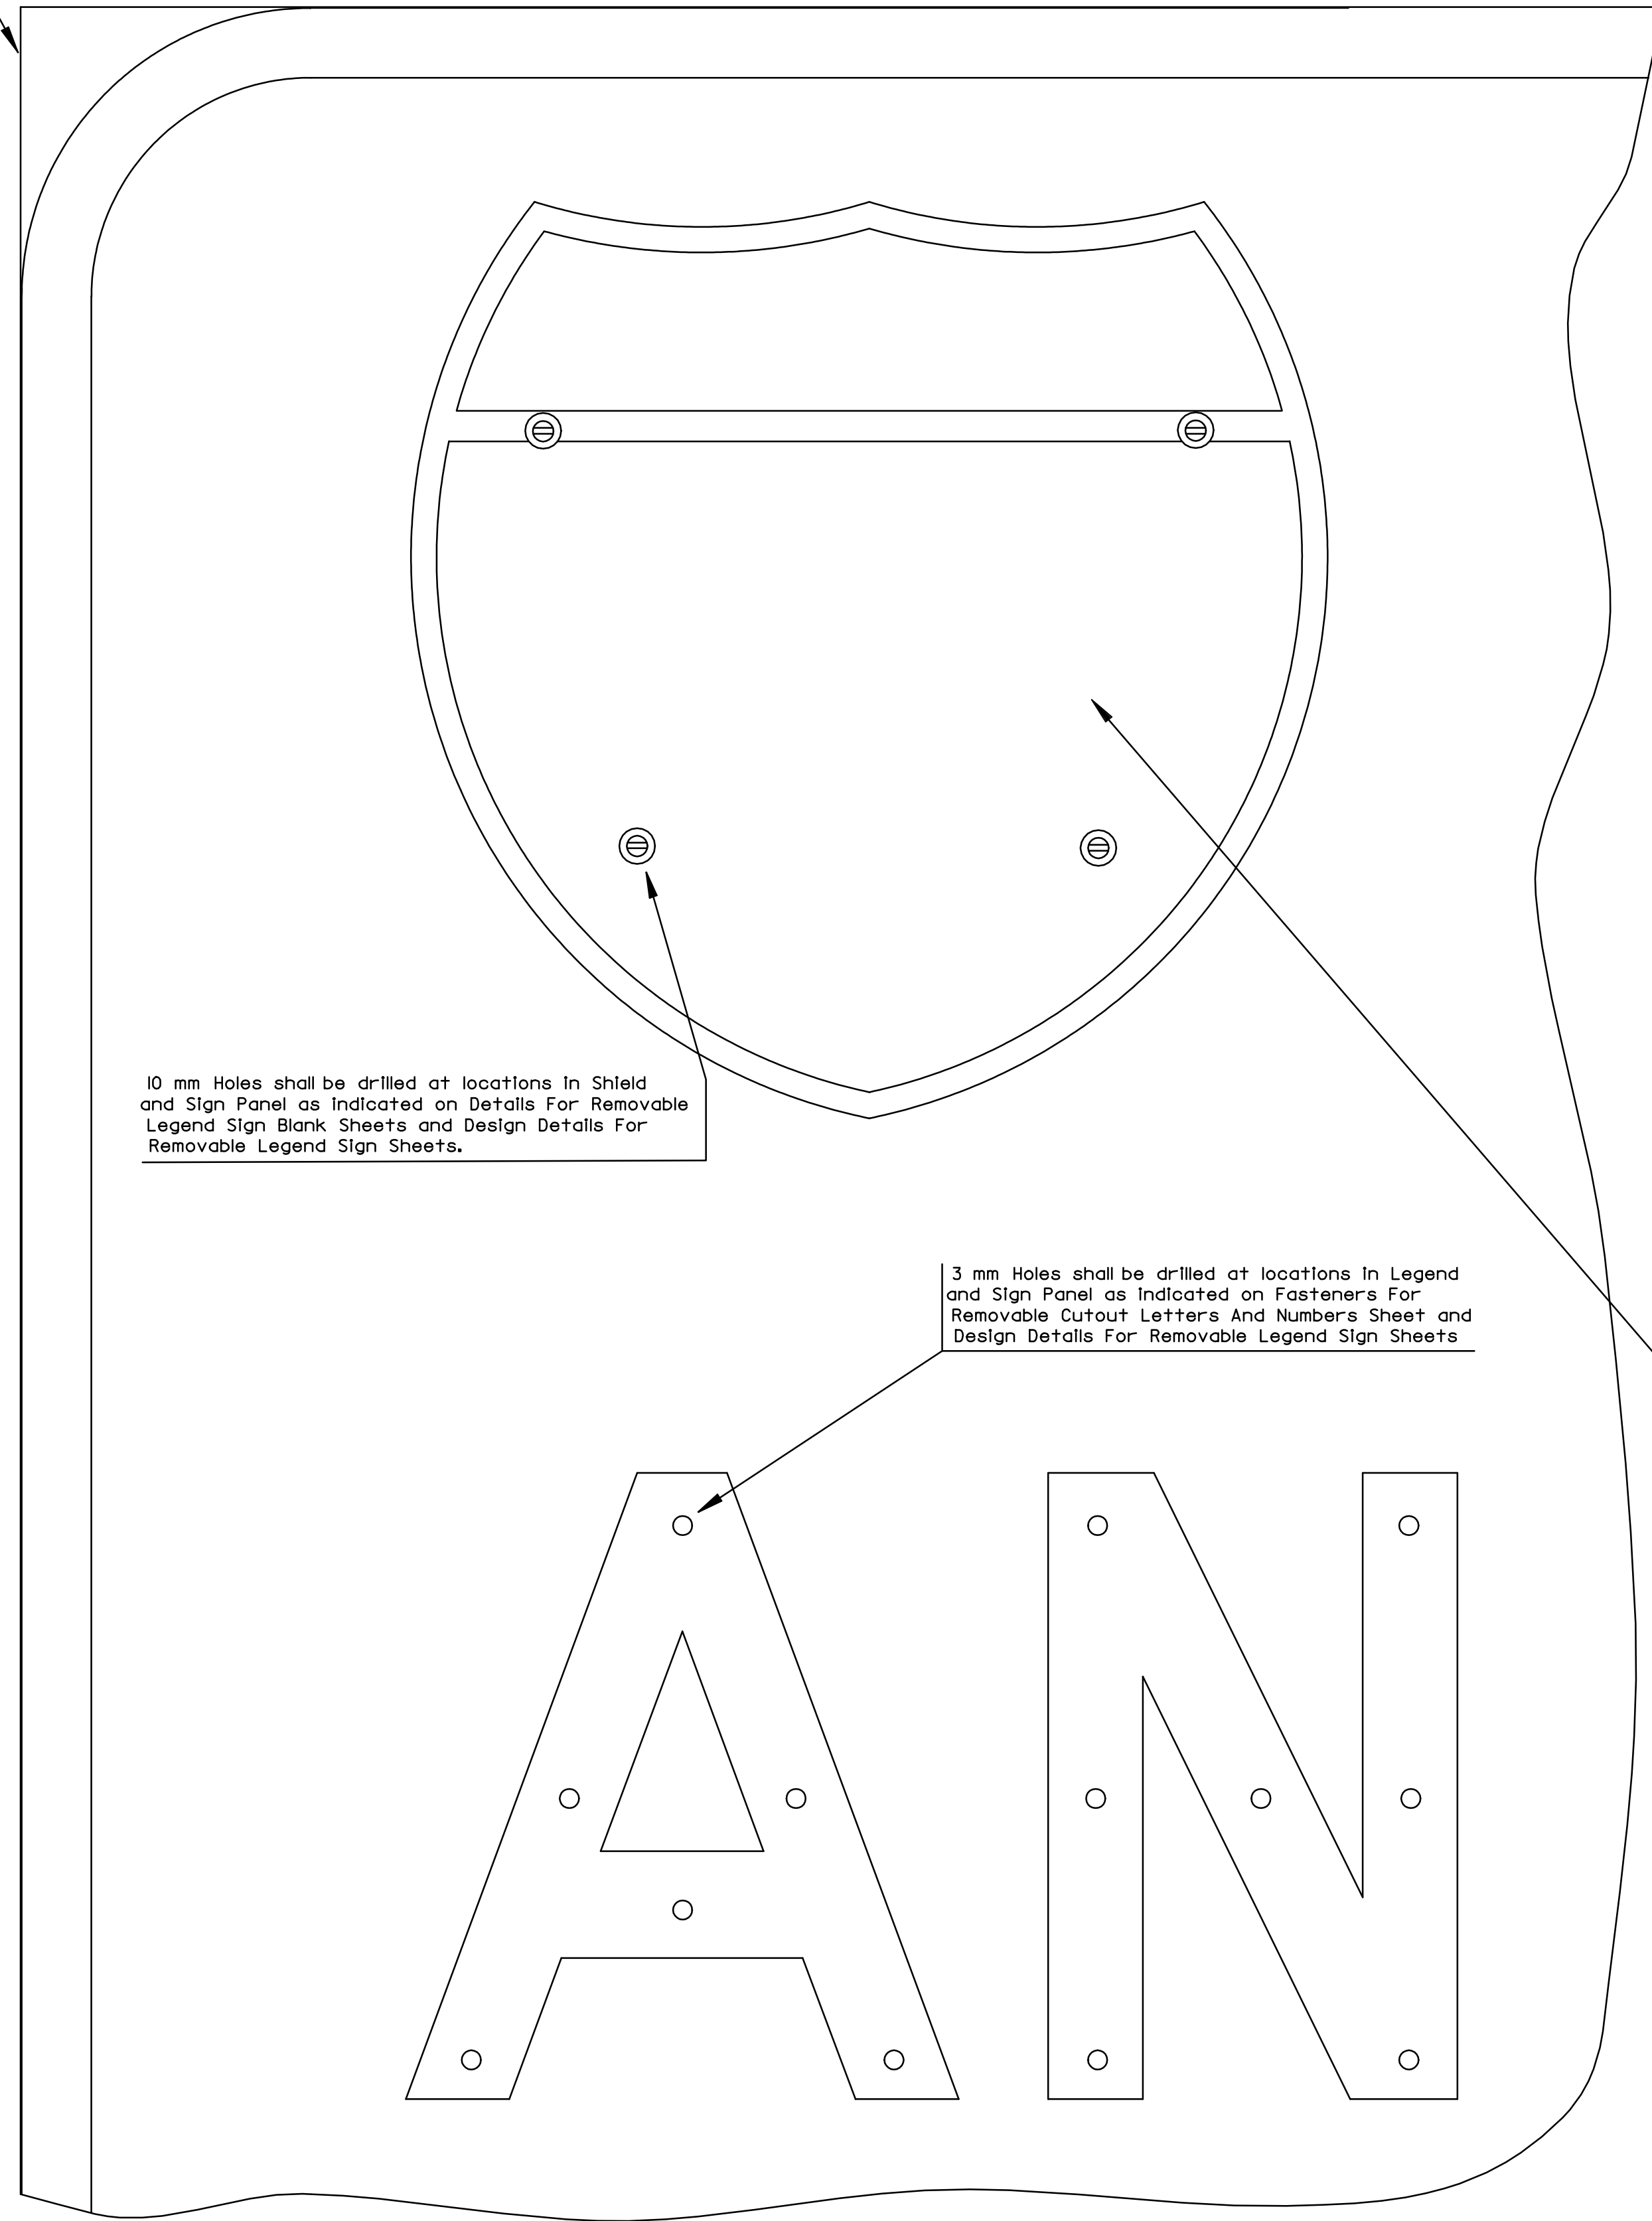 10 mm Holes shall be drilled at locations in Shield
and Sign Panel as indicated on Details For Removable
Legend Sign Blank Sheets and Design Details For
Removable Legend Sign Sheets.
3 mm Holes shall be drilled at locations in Legend
and Sign Panel as indicated on Fasteners For
Removable Cutout Letters And Numbers Sheet and
Design Details For Removable Legend Sign Sheets
AN